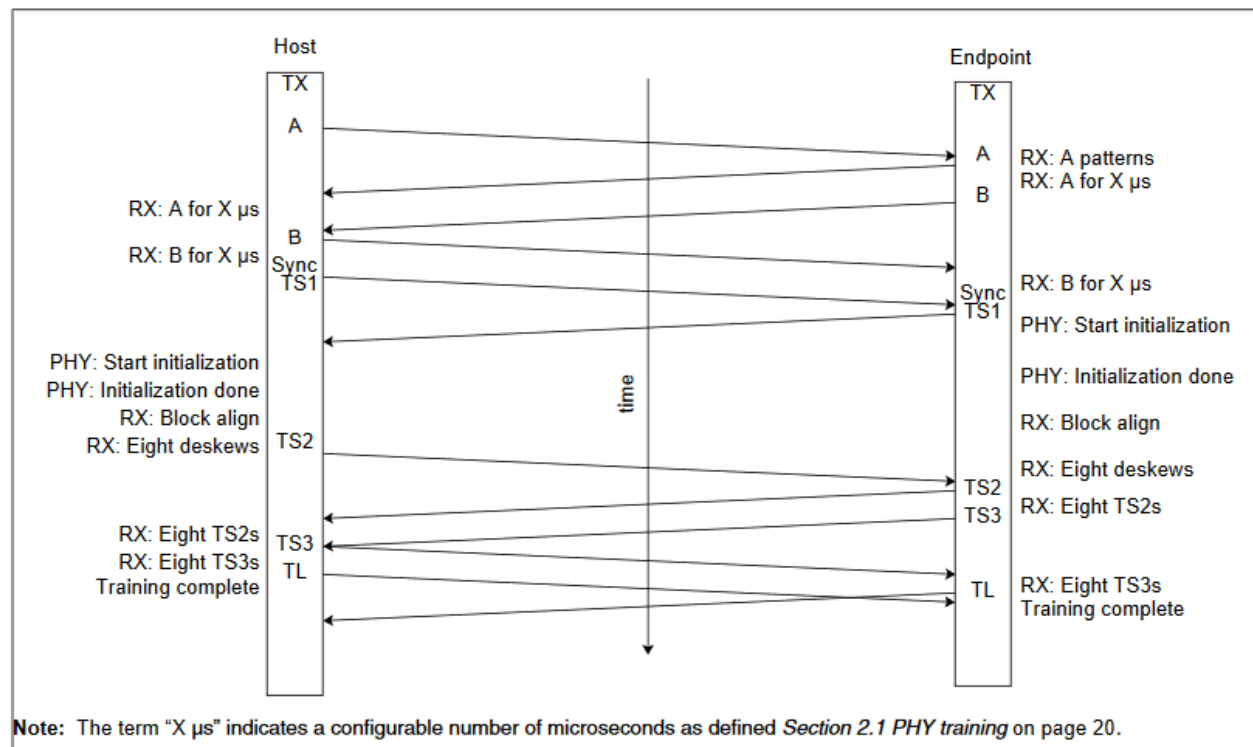 Host
Endpoint
TX
TX
A
A
RX: A patterns
RX: A for X µs
B
RX: A for X µs
B
RX: B for X µs
Sync
TS1
RX: B for X µs
Sync
TS1
PHY: Start initialization
PHY: Start initialization
PHY: Initialization done
PHY: Initialization done
time
RX: Block align
RX: Block align
RX: Eight deskews
TS2
RX: Eight deskews
TS2
RX: Eight TS2s
TS3
RX: Eight TS2s
TS3
RX: Eight TS3s
Training complete
TL
TL
RX: Eight TS3s
Training complete
Note: The term “X µs” indicates a configurable number of microseconds as defined Section 2.1 PHY training on page 20.